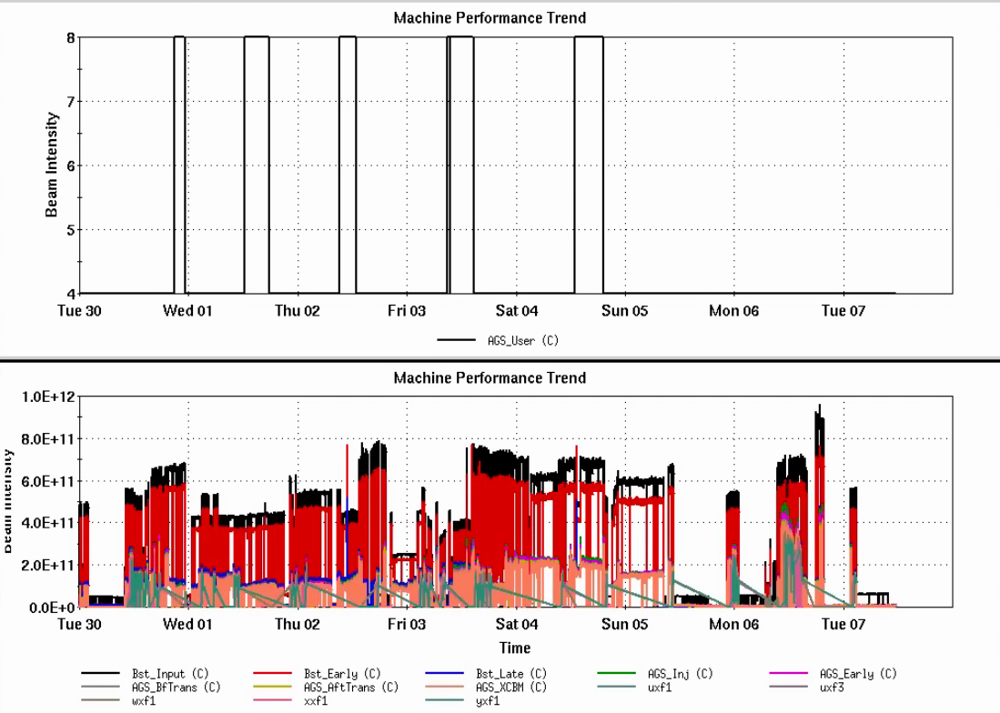 Machine Performance Trend
8
7
6
5
4
Beam Intensity
Tue 30 Wed 01 Thu 02 Fri 03 Sat 04 Sun 05 Mon 06 Tue 07
AGS_User (C)
Machine Performance Trend
1.0E+12
8.0E+11
6.0E+11
4.0E+11
2.0E+11
0.0E+0
Beam Intensity
Tue 30 Wed 01 Thu 02 Fri 03 Sat 04 Sun 05 Mon 06 Tue 07
Time
Bst_Input (C) Bst_Early (C) Bst_Late (C) AGS_Inj (C) AGS_Early (C)
AGS_BfTrans (C) AGS_AftTrans (C) AGS_XCBM (C) uxf1 uxf3
wxf1 xxf1 yxf1